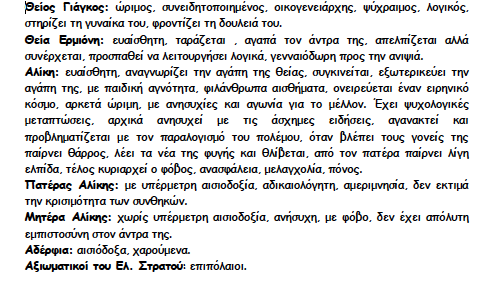 Θείος Γιάγκος: ώριμος, συνειδητοποιημένος, οικογενειάρχης, ψύχραιμος, λογικός,
στηρίζει τη γυναίκα του, φροντίζει τη δουλειά του.
Θεία Ερμιόνη: ευαίσθητη, ταράζεται , αγαπά τον άντρα της, απελπίζεται αλλά
συνέρχεται, προσπαθεί να λειτουργήσει λογικά, γενναιόδωρη προς την ανιψιά.
Αλίκη: ευαίσθητη, αναγνωρίζει την αγάπη της θείας, συγκινείται, εξωτερικεύει την
αγάπη της, με παιδική αγνότητα, φιλάνθρωπα αισθήματα, ονειρεύεται έναν ειρηνικό
κόσμο, αρκετά ώριμη, με ανησυχίες και αγωνία για το μέλλον. Έχει ψυχολογικές
μεταπτώσεις, αρχικά ανησυχεί με τις άσχημες ειδήσεις, αγανακτεί και
προβληματίζεται με τον παραλογισμό του πολέμου, όταν βλέπει τους γονείς της
παίρνει θάρρος, λέει τα νέα της φυγής και θλίβεται, από τον πατέρα παίρνει λίγη
ελπίδα, τέλος κυριαρχεί ο φόβος, ανασφάλεια, μελαγχολία, πόνος.
Πατέρας Αλίκης: με υπέρμετρη αισιοδοξία, αδικαιολόγητη, αμεριμνησία, δεν εκτιμά
την κρισιμότητα των συνθηκών.
Μητέρα Αλίκης: χωρίς υπέρμετρη αισιοδοξία, ανήσυχη, με φόβο, δεν έχει απόλυτη
εμπιστοσύνη στον άντρα της.
Αδέρφια: αισιόδοξα, χαρούμενα.
Αξιωματικοί του Ελ. Στρατού: επιπόλαιοι.